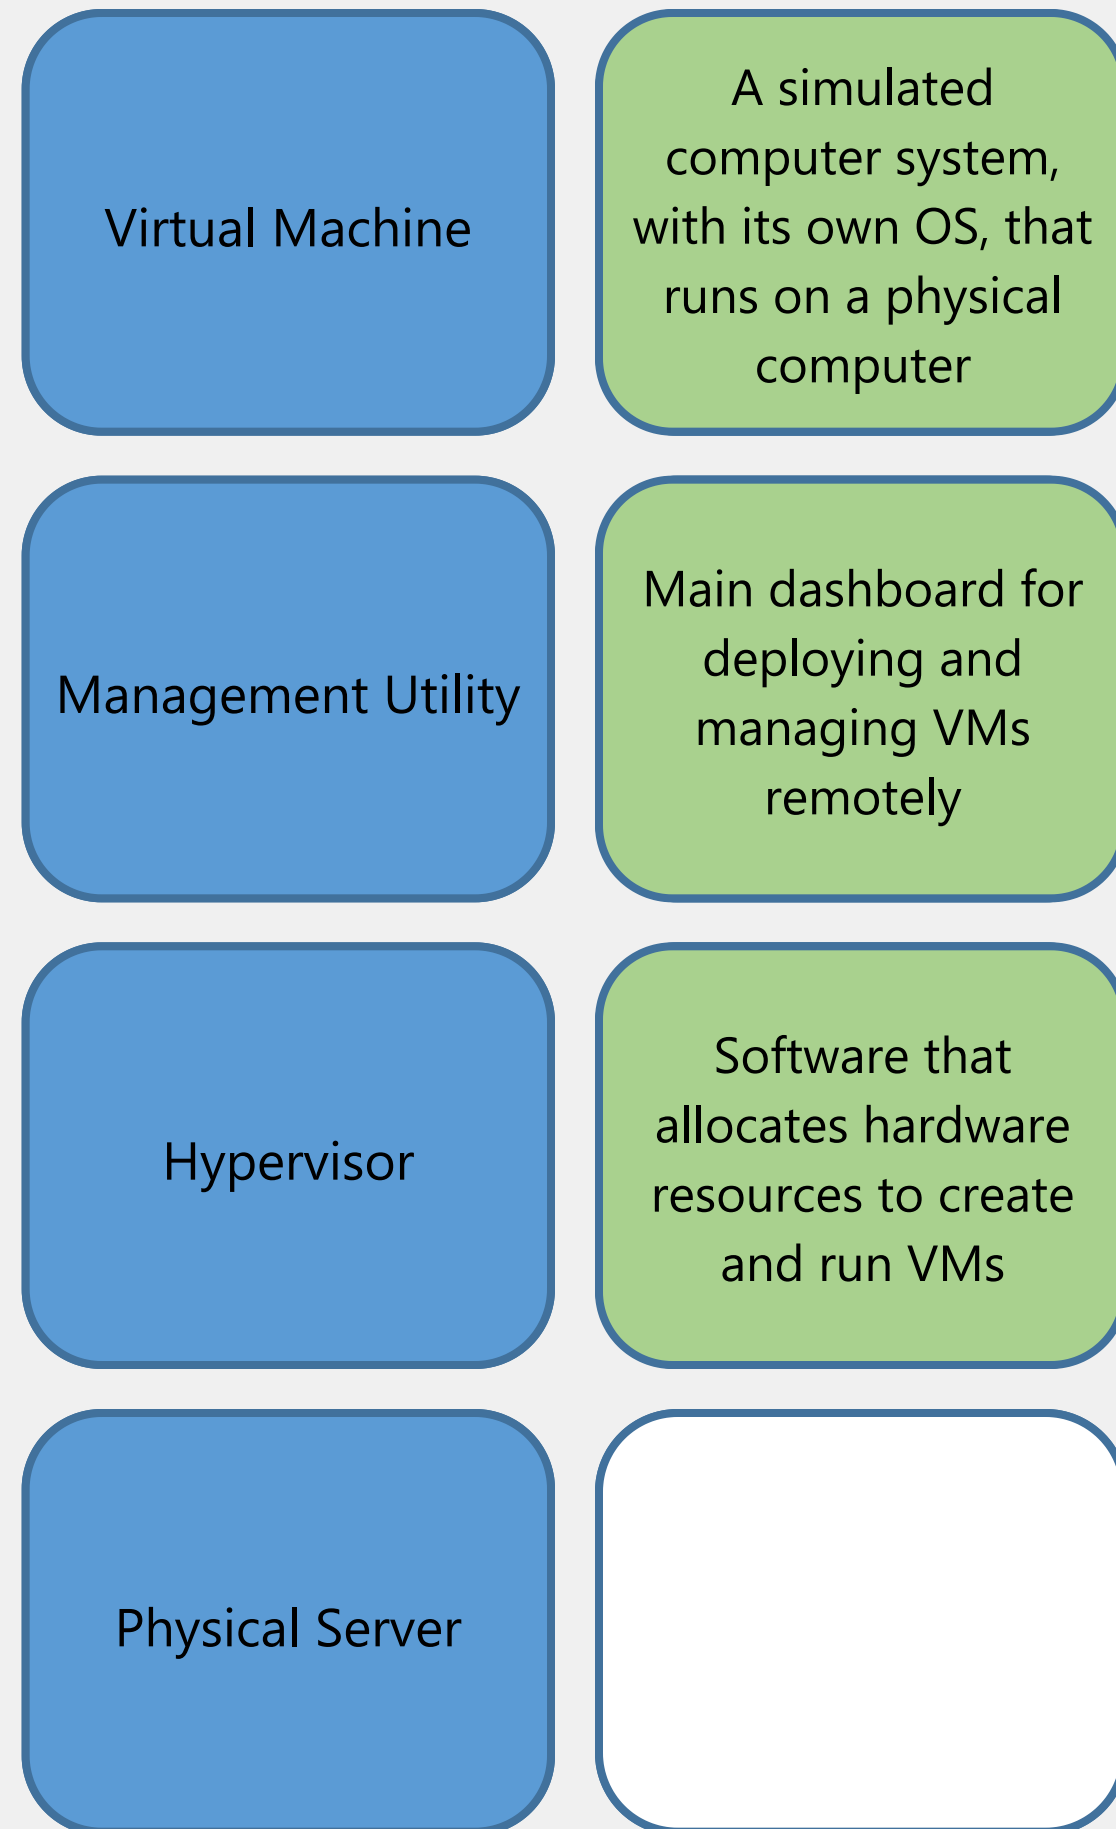 Virtual Machine
A simulated
computer system,
with its own OS, that
runs on a physical
computer
Management Utility
Main dashboard for
deploying and
managing VMs
remotely
Hypervisor
Software that
allocates hardware
resources to create
and run VMs
Physical Server